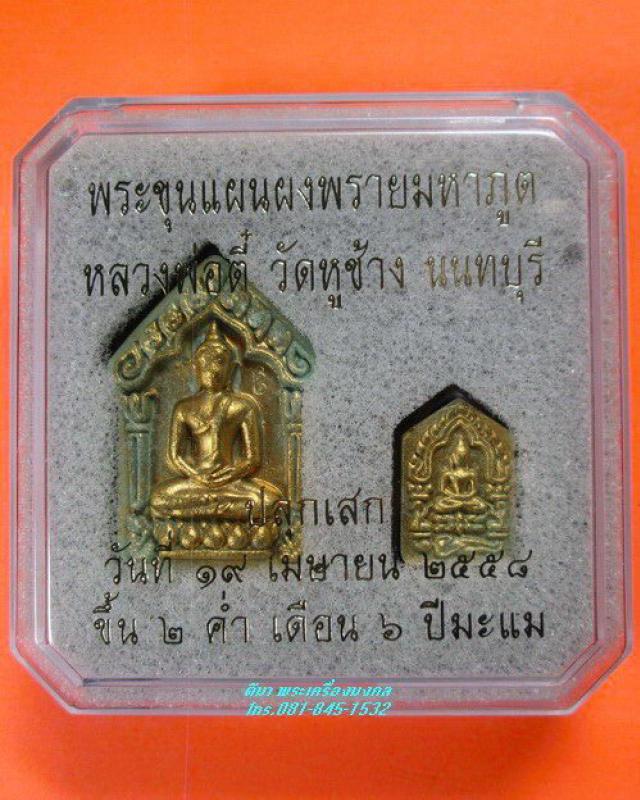 พระขุนแผนผงพรายมหาภูต
หลวงพ่อตี๋ วัดหูช้าง นนทบุรี
ปลุกเสก
วันที่ ๑๙ เมษายน ๒๕๕๘
ขึ้น ๒ ค่ำ เดือน ๖ ปีมะแม
ดีมา พระเครื่องมงคล
โทร.081-845-1532